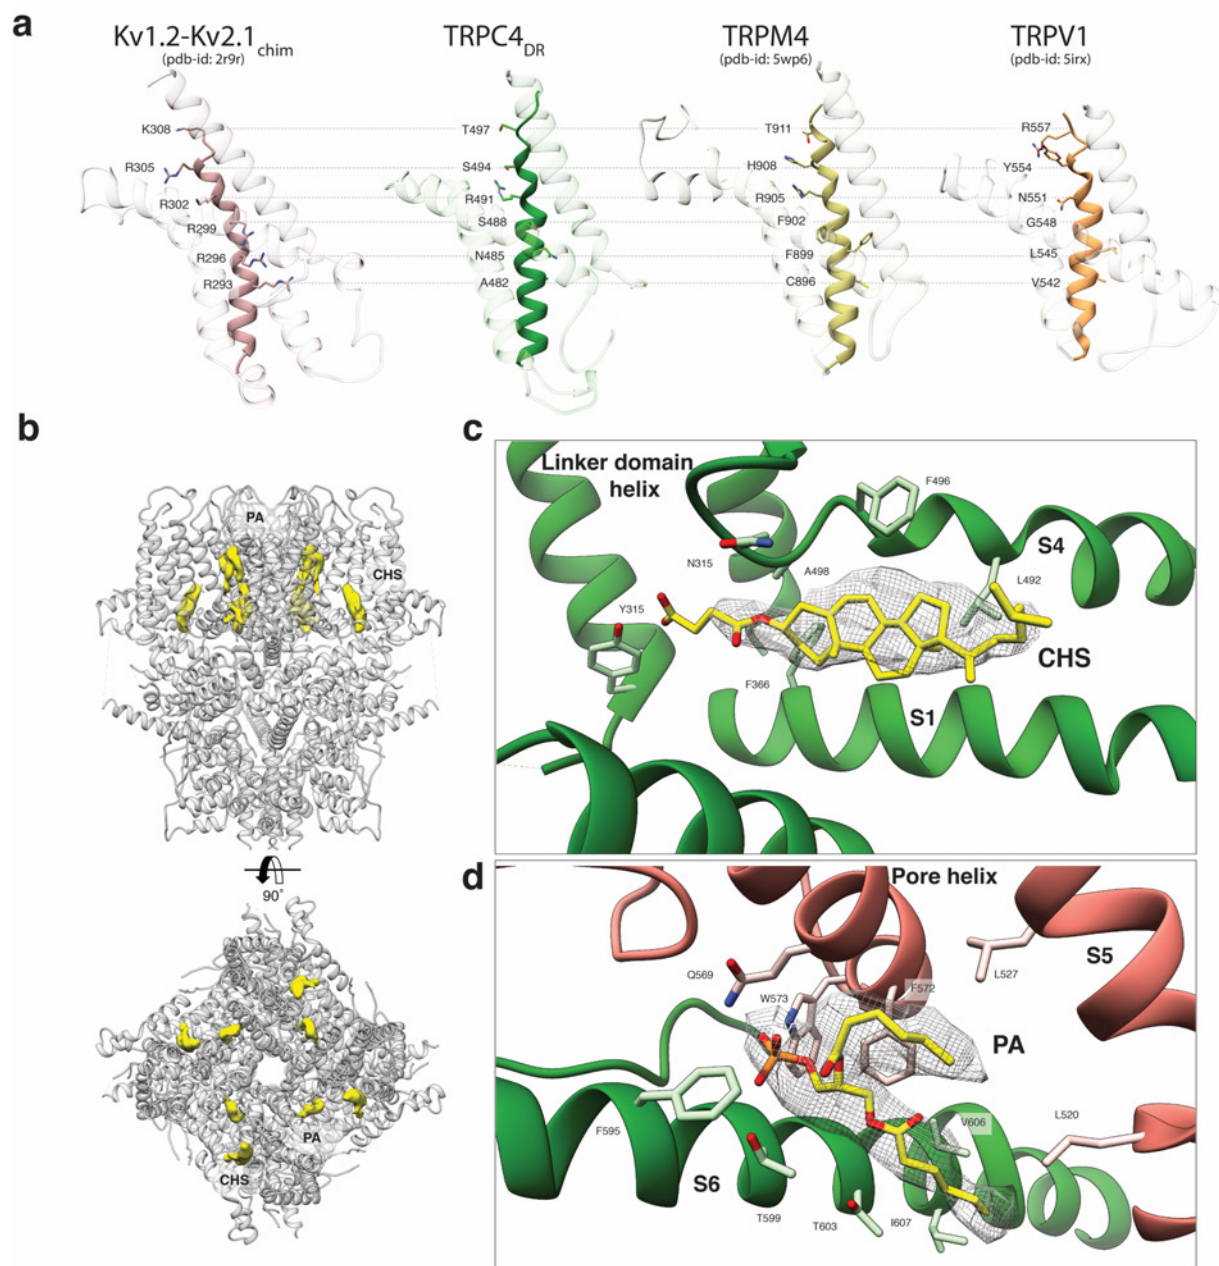 a
Kv1.2-Kv2.1chim
(pdb-id: 2r9r)
TRPC4DR
TRPM4
(pdb-id: 5wp6)
TRPV1
(pdb-id: 5irx)
K308
T497
T911
R557
R305
S494
H908
Y554
R302
R491
R905
N551
R299
S488
F902
G548
R296
N485
F899
L545
R293
A482
C896
V542
b
PA
CHS
90°
PA
CHS
c
Linker domain
helix
F496
S4
N315
A498
L492
Y315
CHS
F366
S1
d
Pore helix
Q569
L527
S5
W573
F572
PA
F595
V606
L520
S6
T599
T603
I607